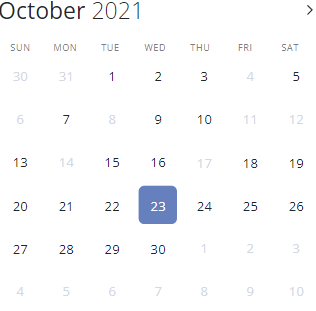 October 2021
SUN MON TUE WED THU FRI SAT
30 31 1 2 3 4 5
6 7 8 9 10 11 12
13 14 15 16 17 18 19
20 21 22 23 24 25 26
27 28 29 30 1 2 3
4 5 6 7 8 9 10